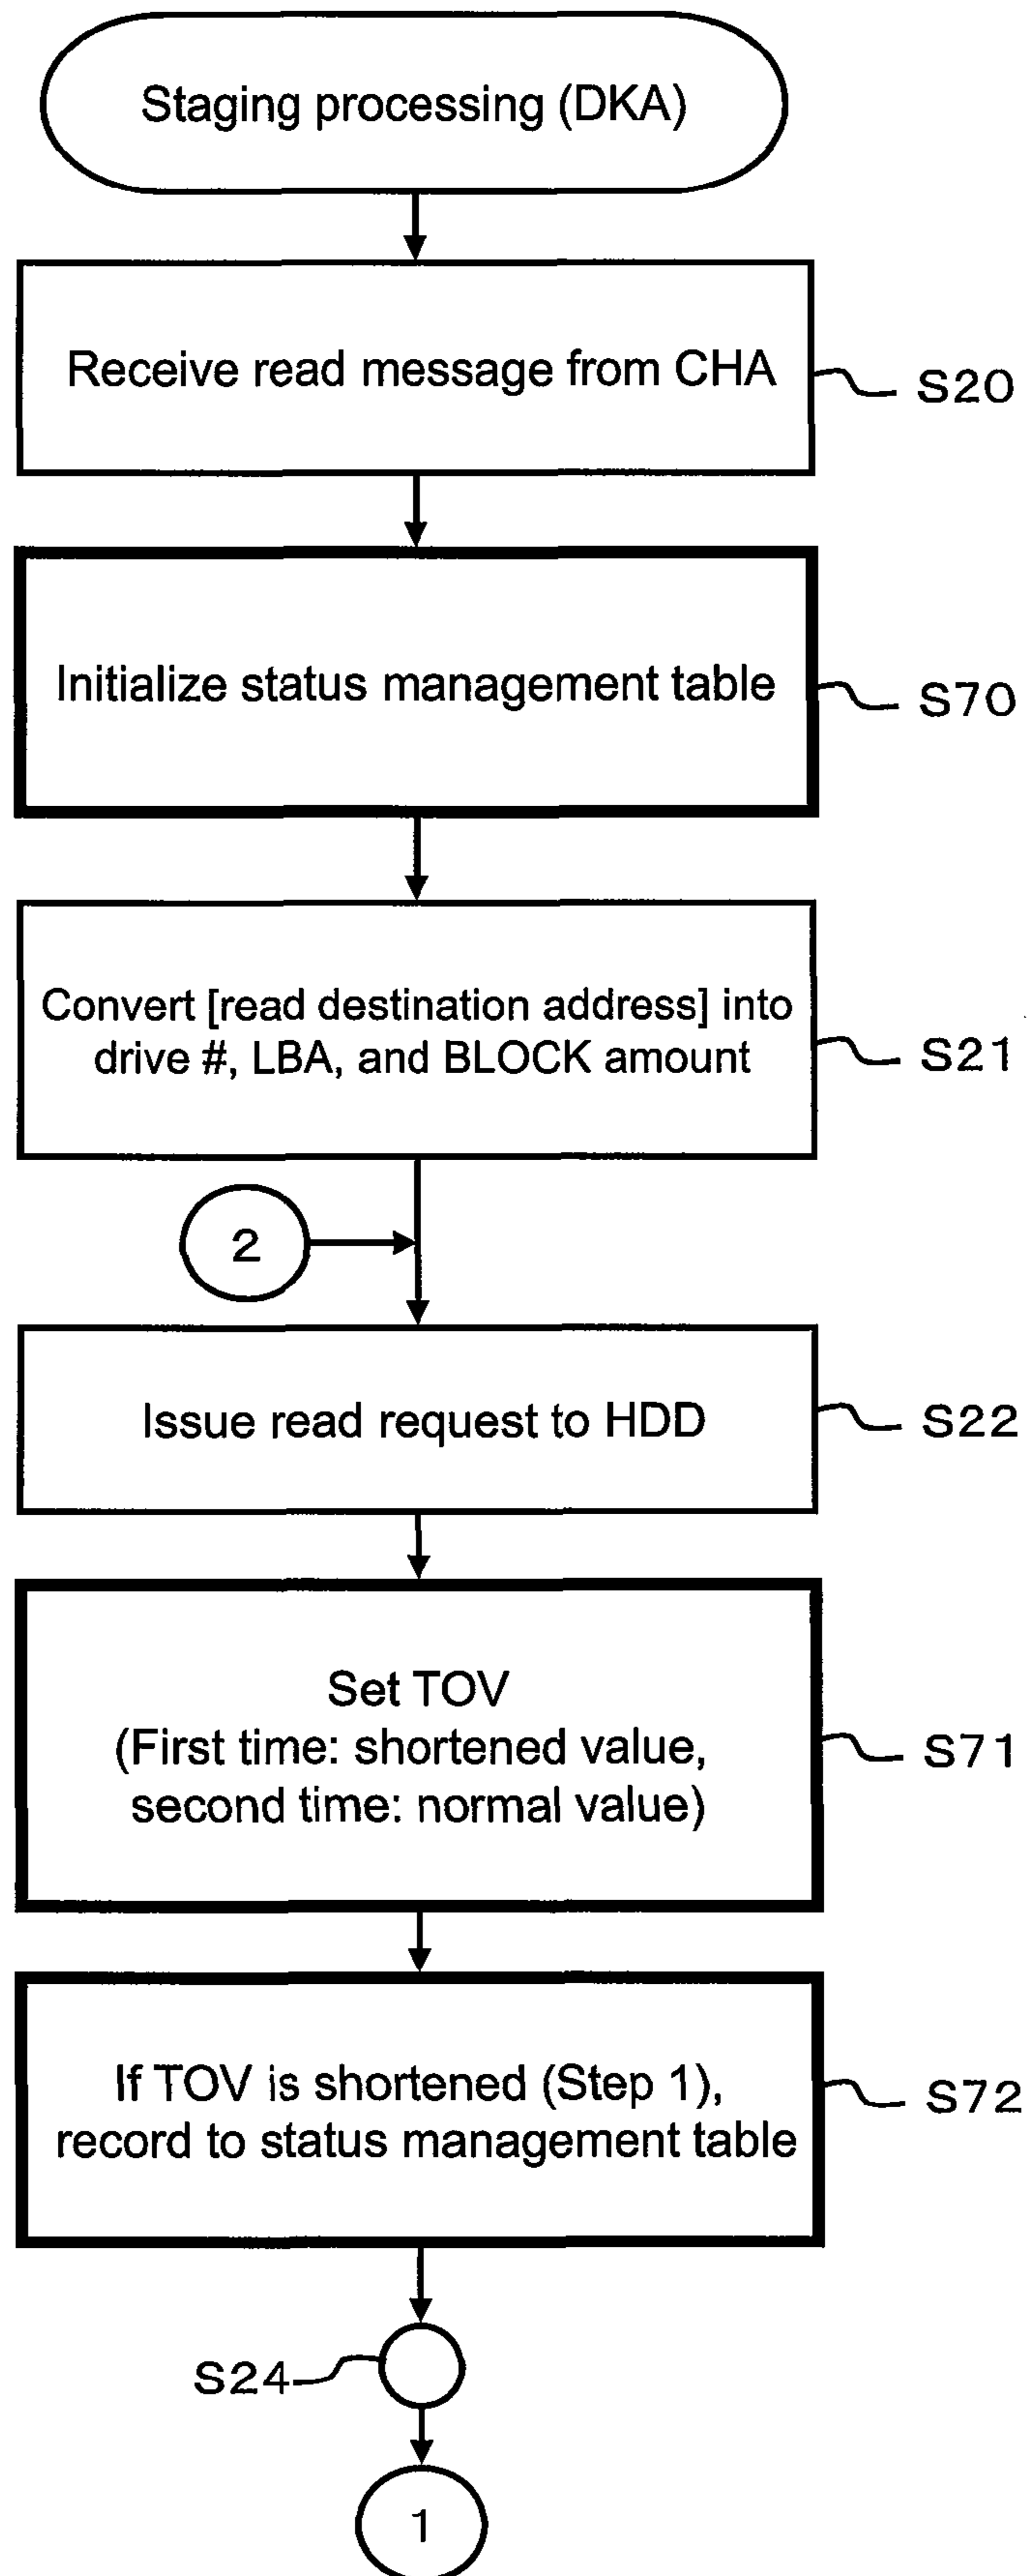 Staging processing (DKA)
Receive read message from CHA
S20
Initialize status management table
S70
Convert [read destination address] into
drive #, LBA, and BLOCK amount
S21
2
Issue read request to HDD
S22
Set TOV
(First time: shortened value,
second time: normal value)
S71
If TOV is shortened (Step 1),
record to status management table
S72
S24
1